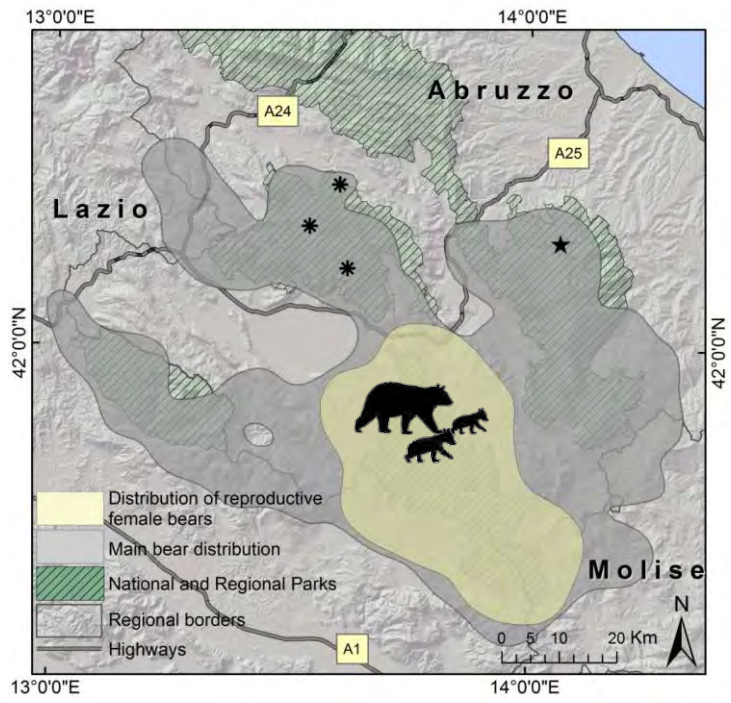 13°0'0"E 14°0'0"E
Abruzzo
A24
A25
Lazio
42°0'0"N 42°0'0"N
Distribution of reproductive
female bears
Main bear distribution
National and Regional Parks
Regional borders
Highways
A1
Molise
N
0 5 10 20 Km
13°0'0"E 14°0'0"E